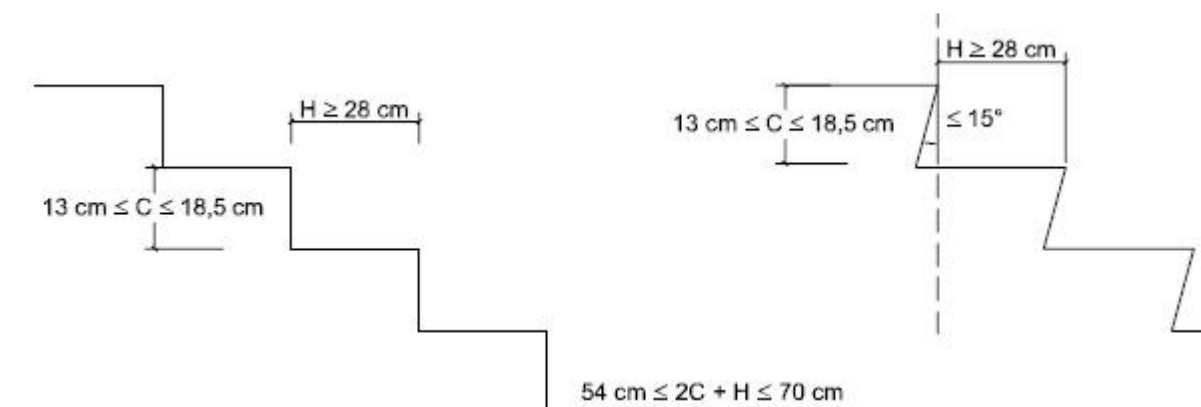 H ≥ 28 cm
13 cm ≤ C ≤ 18,5 cm
H ≥ 28 cm
13 cm ≤ C ≤ 18,5 cm
≤ 15°
54 cm ≤ 2C + H ≤ 70 cm